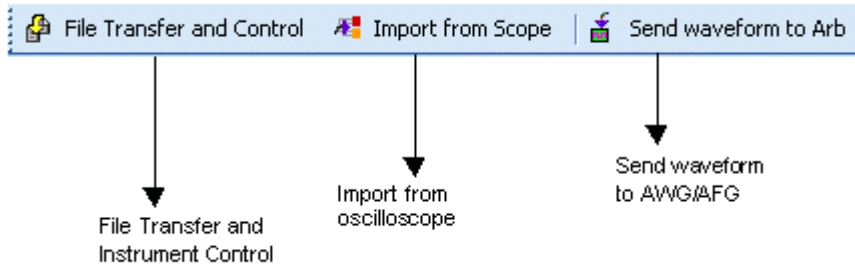 File Transfer and Control Import from Scope Send waveform to Arb
Send waveform
to AWG/AFG
Import from
oscilloscope
File Transfer and
Instrument Control